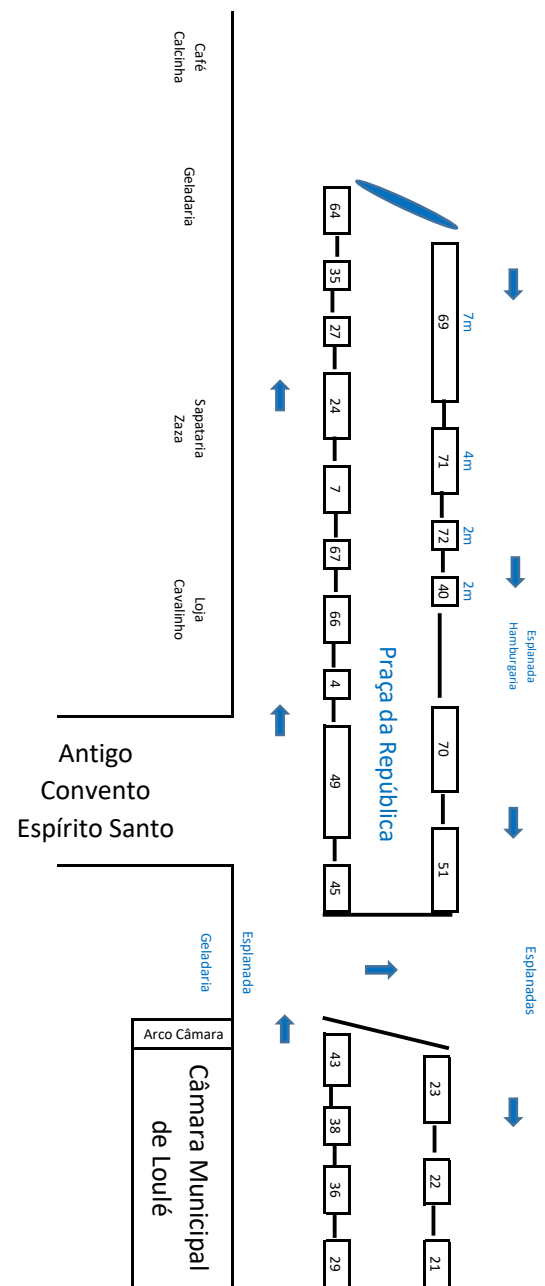 Café
Calcinha
Geladaria
Sapataria
Zaza
Loja
Cavalinho
Antigo
Convento
Espírito Santo
Geladaria
Esplanada
Arco Câmara
Câmara Municipal
de Loulé
64
35
27
24
7
67
66
4
49
45
43
38
36
29
Praça da República
69
7m
71
4m
72
2m
40
2m
70
51
23
22
21
Esplanada
Hamburgaria
Esplanadas